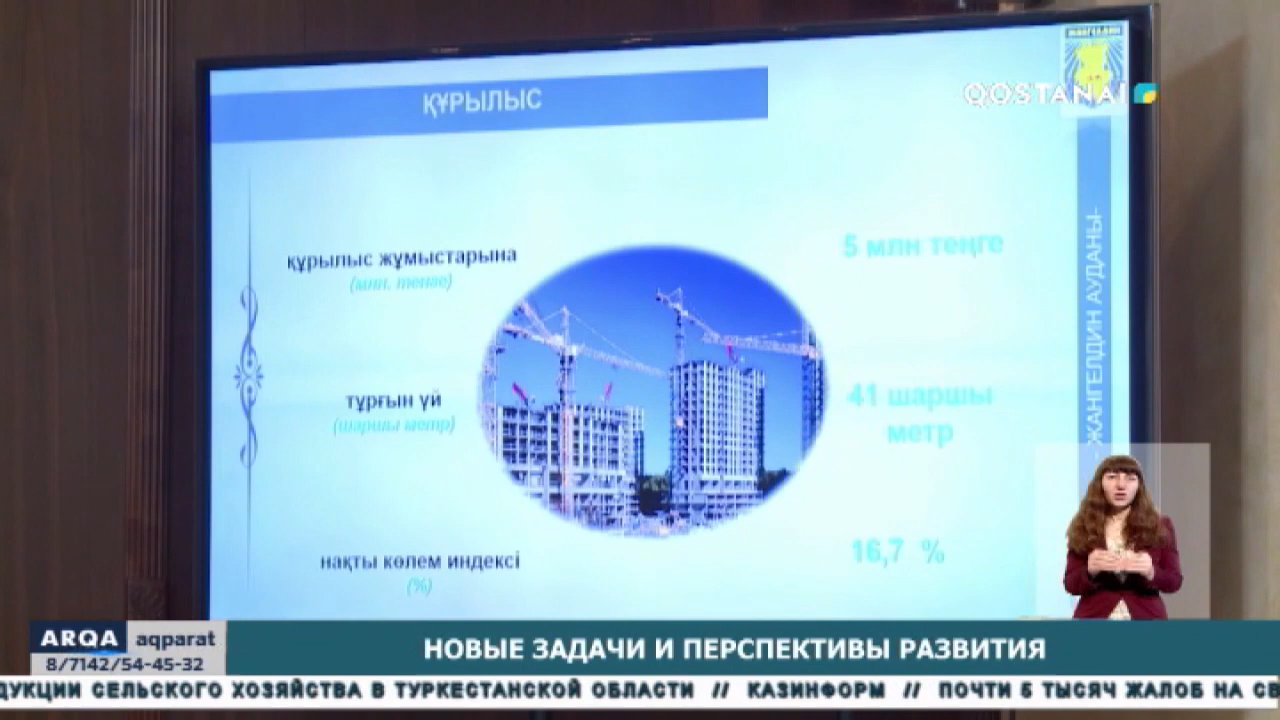 ҚҰРЫЛЫС
QOSTANAI
құрылыс жұмыстарына
(млн. теңге)
5 млн теңге
тұрғын үй
(шаршы метр)
41 шаршы
метр
нақты көлем индексі
(%)
16,7 %
ЖАНГЕЛДИН АУДАНЫ-
ARQA aqparat
8/7142/54-45-32
НОВЫЕ ЗАДАЧИ И ПЕРСПЕКТИВЫ РАЗВИТИЯ
ДУКЦИИ СЕЛЬСКОГО ХОЗЯЙСТВА В ТУРКЕСТАНСКОЙ ОБЛАСТИ // КАЗИНФОРМ // ПОЧТИ 5 ТЫСЯЧ ЖАЛОБ НА СВ